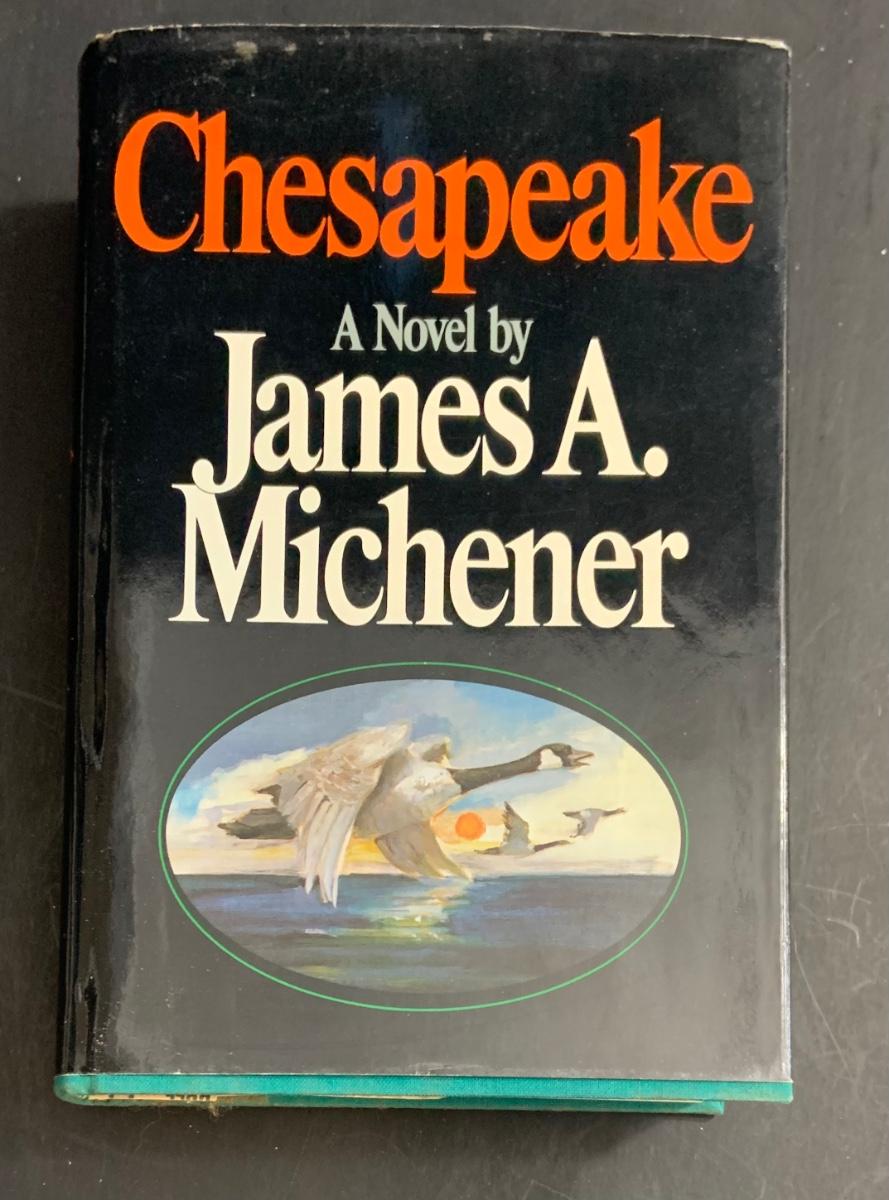 Chesapeake
A Novel by
James A.
Michener